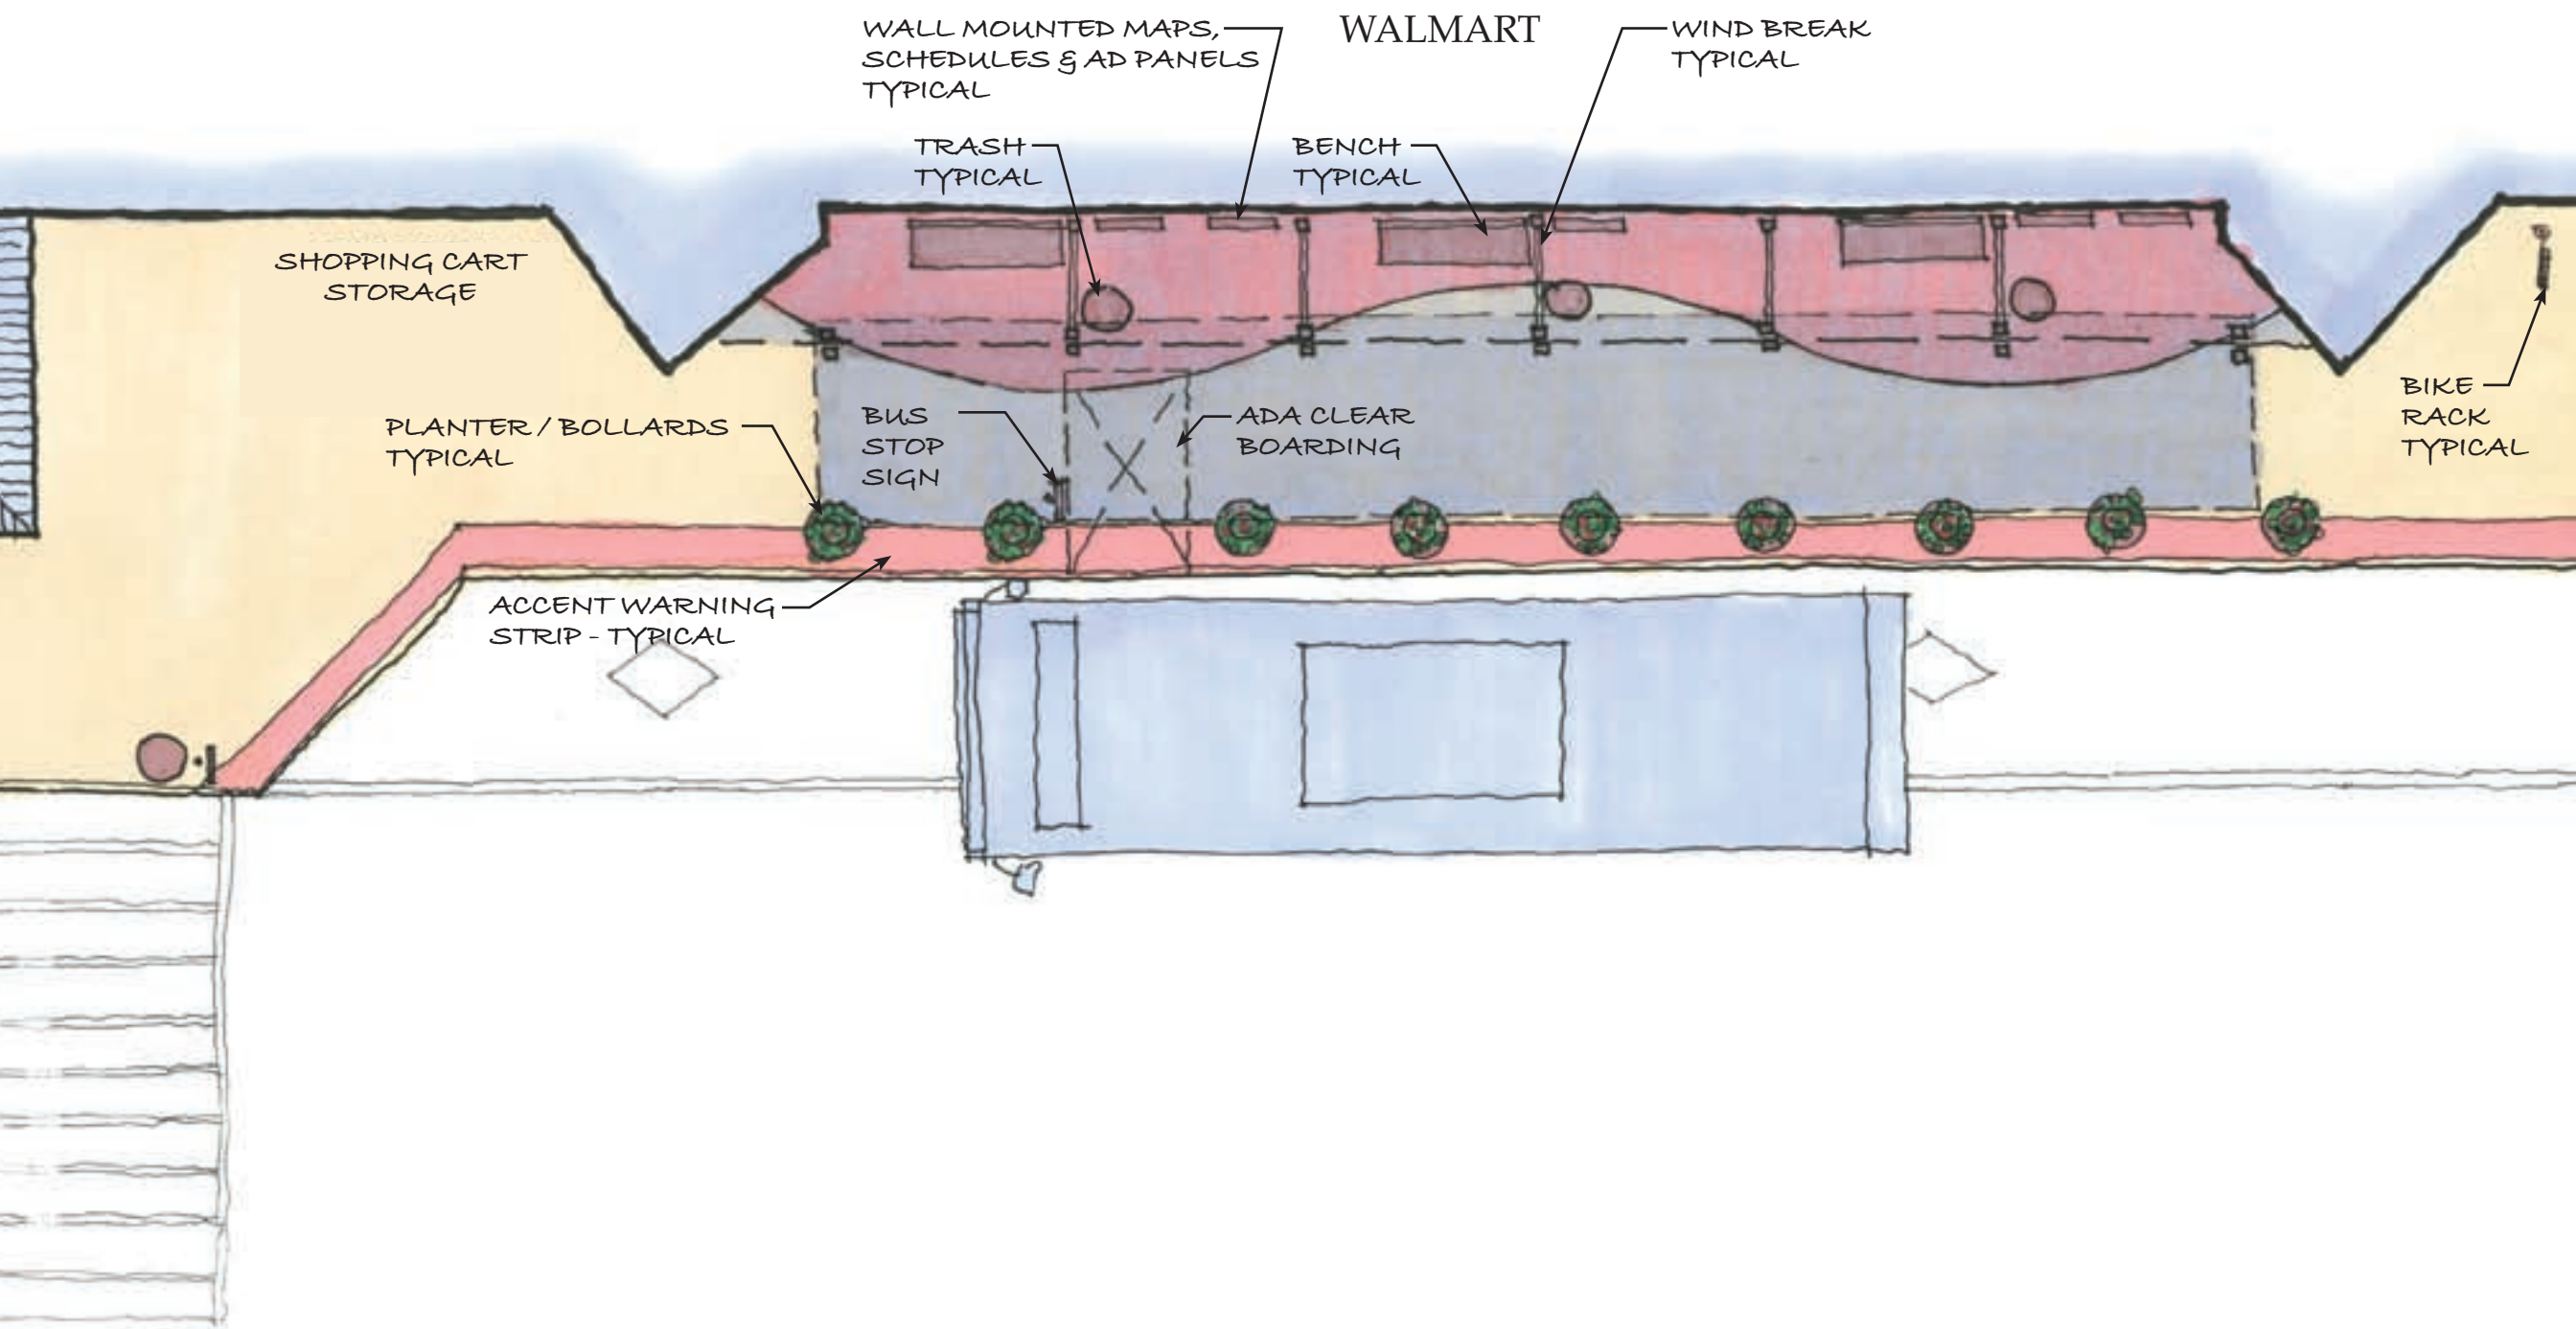 WALL MOUNTED MAPS,
SCHEDULES & AD PANELS
TYPICAL
WALMART
WIND BREAK
TYPICAL
TRASH
TYPICAL
BENCH
TYPICAL
SHOPPING CART
STORAGE
PLANTER / BOLLARDS
TYPICAL
BUS
STOP
SIGN
ADA CLEAR
BOARDING
BIKE
RACK
TYPICAL
ACCENT WARNING
STRIP - TYPICAL